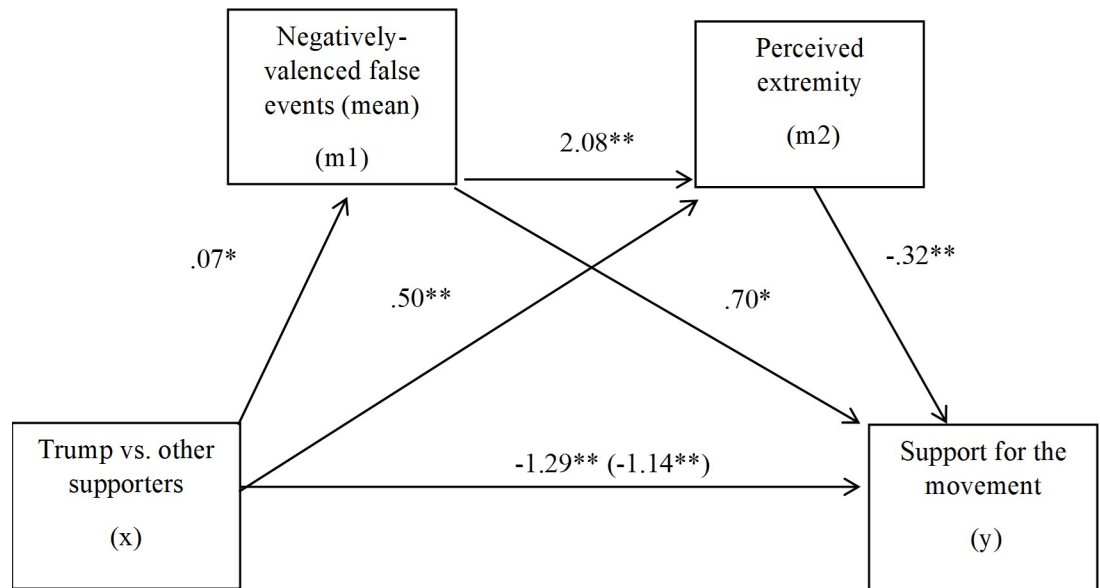 Negatively-
valenced false
events (mean)
(m1)
Perceived
extremity
(m2)
2.08**
.07*
.50**
.70*
-.32**
Trump vs. other
supporters
(x)
-1.29** (-1.14**)
Support for the
movement
(y)